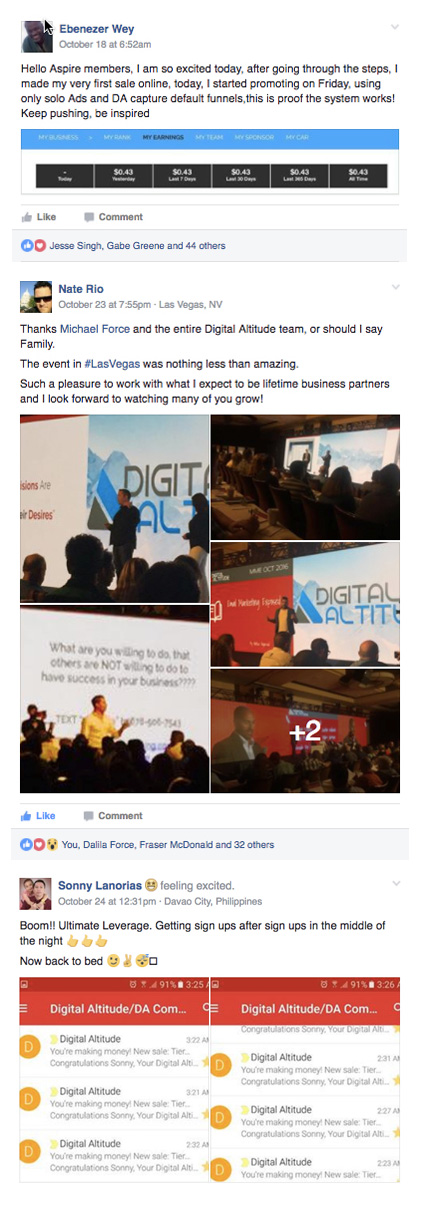 Ebenezer Wey
October 18 at 6:52am
Hello Aspire members, I am so excited today, after going through the steps, I
made my very first sale online, today, I started promoting on Friday, using
only solo Ads and DA capture default funnels,this is proof the system works!
Keep pushing, be inspired
MY BUSINESS > MY RANK MY EARNINGS MY TEAM MY SPONSOR MY CAR
- $0.43 $0.43 $0.43 $0.43 $0.43
Today Yesterday Last 7 Days Last 30 Days Last 365 Days All Time
Like Comment
Jesse Singh, Gabe Greene and 44 others
Nate Rio
October 23 at 7:55pm · Las Vegas, NV
Thanks Michael Force and the entire Digital Altitude team, or should I say
Family.
The event in #LasVegas was nothing less than amazing.
Such a pleasure to work with what I expect to be lifetime business partners
and I look forward to watching many of you grow!
isions Are
eir Desires"
DIGIT
ALT
LIVE OCT 2016
Email Marketing Exposed
DIGITAL
ALTIT
What are you willing to do, that
others are NOT willing to do to
have success in your business????
TEXT
-506-7543
+2
Like Comment
You, Dalila Force, Fraser McDonald and 32 others
Sonny Lanorias 😆 feeling excited.
October 24 at 12:31pm · Davao City, Philippines
Boom!! Ultimate Leverage. Getting sign ups after sign ups in the middle of
the night 👍👍👍
Now back to bed 😉✌😴□
91% 3:25 A
Digital Altitude/DA Com...
D
Digital Altitude 3:22 AM
You're making money! New sale: Tier...
Congratulations Sonny, Your Digital Alti...
D
Digital Altitude 3:21 AM
You're making money! New sale: Tier...
Congratulations Sonny, Your Digital Alti...
D
Digital Altitude 2:32 AM
You're making money! New sale: Tier...
Congratulations Sonny, Your Digital Alti...
91% 3:26 A
Digital Altitude/DA Com...
Congratulations Sonny, Your Digital Alti...
D
Digital Altitude 2:31 AM
You're making money! New sale: Tier...
Congratulations Sonny, Your Digital Alti...
D
Digital Altitude 2:27 AM
You're making money! New sale: Tier...
Congratulations Sonny, Your Digital Alti...
D
Digital Altitude 2:23 AM
You're making money! New sale: Tier...